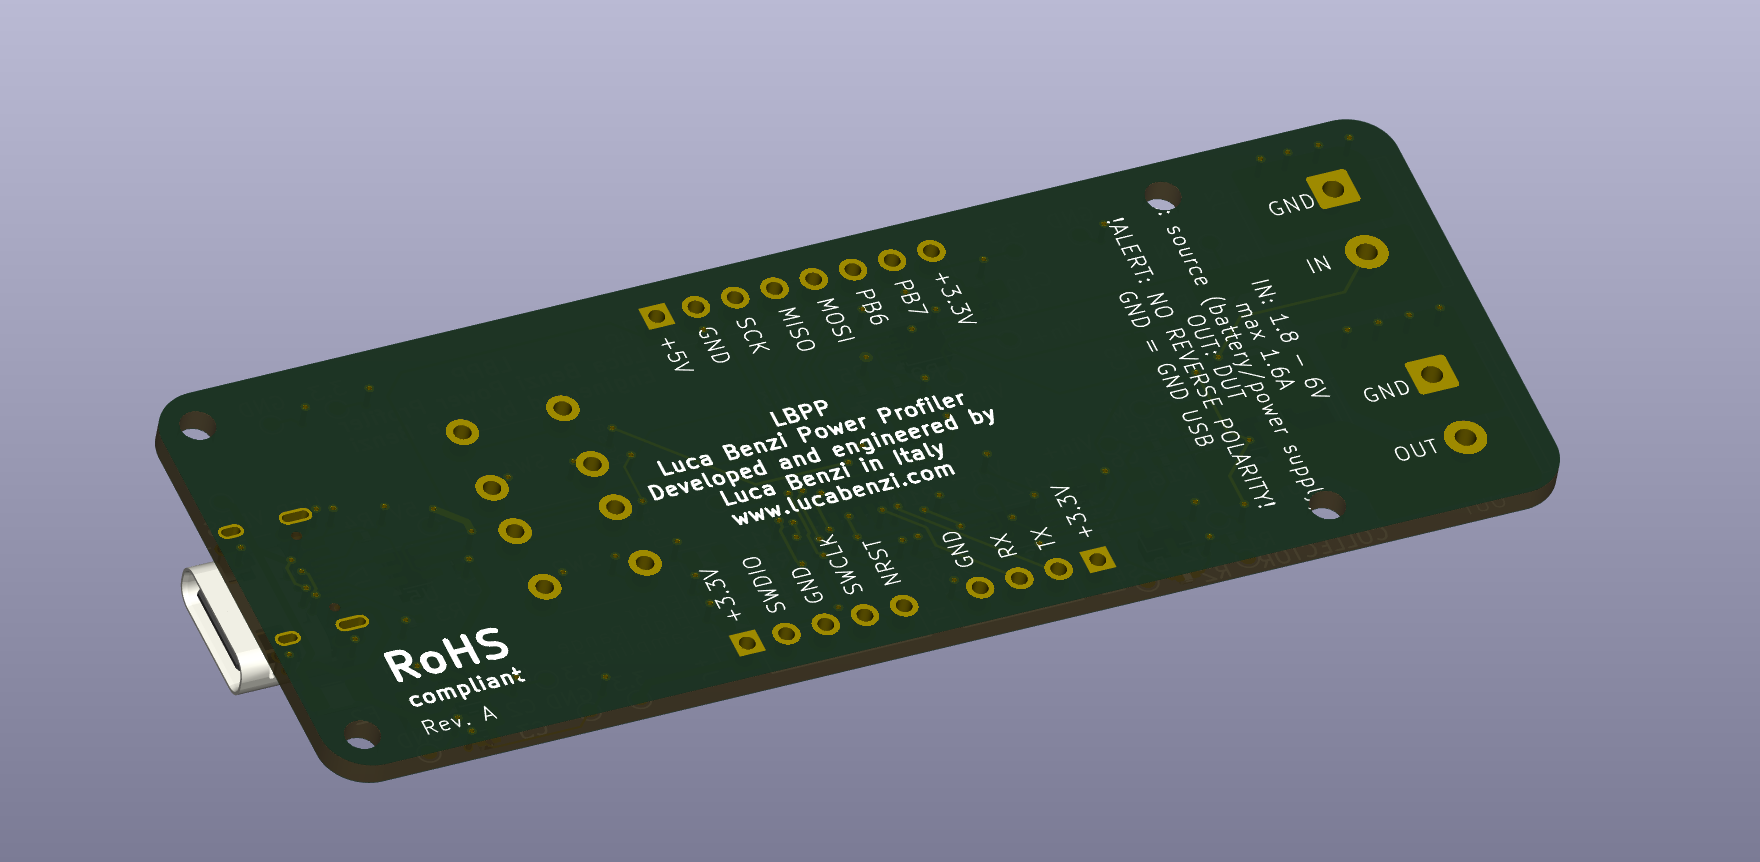 GND
IN
GND
OUT
IN: 1.8 - 6V
max 1.6A
: source (battery/power supply
OUT: DUT
!ALERT: NO REVERSE POLARITY!
GND = GND USB
+5V
GND
SCK
MISO
MOSI
PB6
PB7
+3.3V
LBPP
Luca Benzi Power Profiler
Developed and engineered by
Luca Benzi in Italy
www.lucabenzi.com
+3.3V
SWDIO
GND
SWCLK
NRST
GND
RX
TX
+3.3V
RoHS
compliant
Rev. A